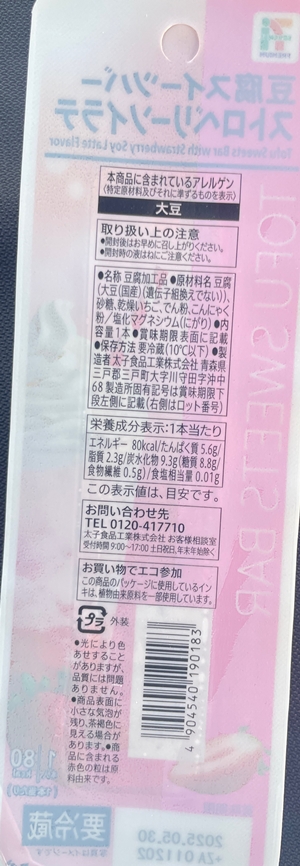 豆腐スイーツバー
ストロベリーソイラテ
Tofu Sweets Bar with Strawberry Soy Latte Flavor
TOFU SWEETS BAR
本商品に含まれているアレルゲン
(特定原材料及びそれに準ずるものを表示)
大豆
取り扱い上の注意
●開封後はお早めに召し上がりください。
●開封時の液はねにご注意ください。
●名称 豆腐加工品 ●原材料名 豆腐
(大豆(国産)(遺伝子組換えでない))、
砂糖、乾燥いちご、でん粉、こんにゃく
粉／塩化マグネシウム(にがり) ●内
容量 1本 ●賞味期限 表面に記載
●保存方法 要冷蔵(10℃以下) ●製
造者 太子食品工業株式会社 青森県
三戸郡三戸町大字川守田字沖中
68 製造所固有記号は賞味期限下
段左側に記載(右側はロット番号)
栄養成分表示:1本当たり
エネルギー 80kcal/たんぱく質 5.6g/
脂質 2.3g/炭水化物 9.3g(糖質 8.8g/
食物繊維 0.5g)/食塩相当量 0.01g
この表示値は、目安です。
お問い合わせ先
TEL 0120-417710
太子食品工業株式会社 お客様相談室
受付時間 9:00〜17:00 土日祝日、年末年始除く
お買い物でエコ参加
この商品のパッケージに使用しているイン
キは、植物由来原料を一部使用しています。
プラ 外装
●光により色
あせすること
がありますが、
品質には問題
ありません。
●商品表面に
小さな気泡が
残り、茶褐色に
見える場合が
あります。●商
品に含まれる
赤色の粒は原
料由来です。
4 904540 190183
要冷蔵
2025.05.30